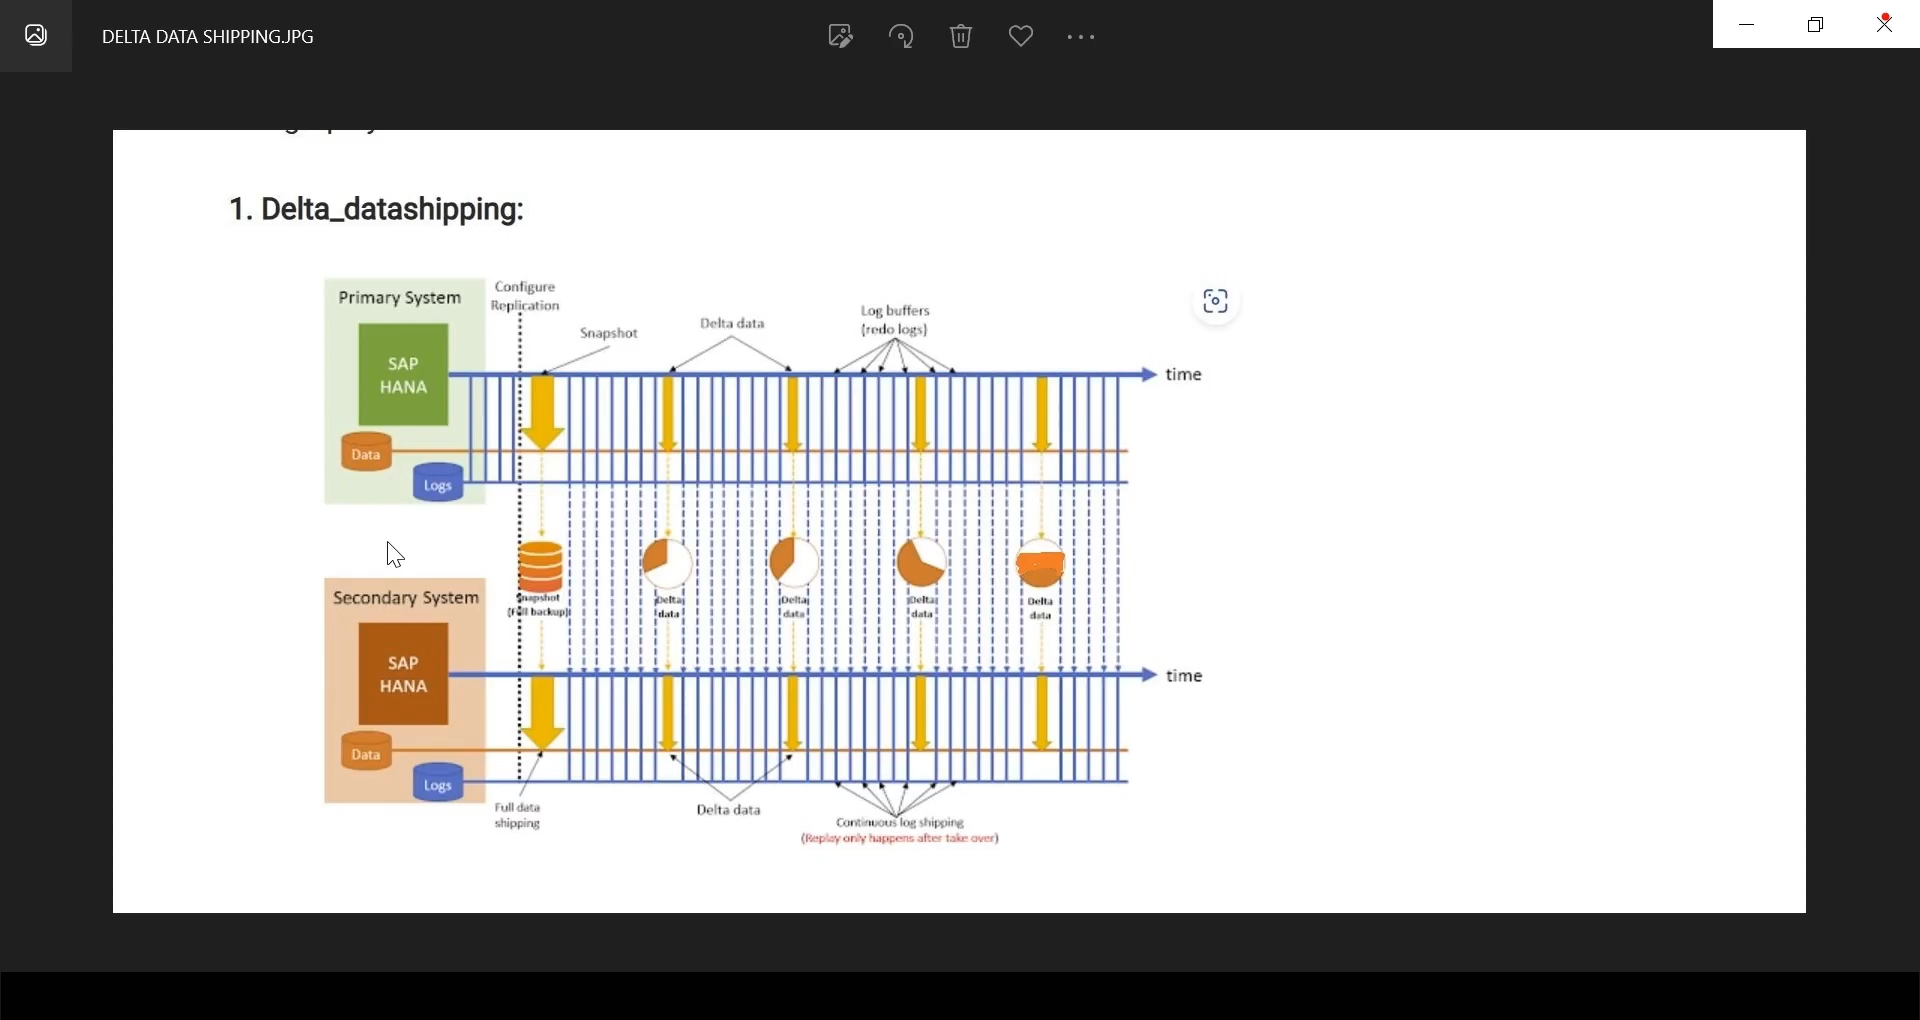 DELTA DATA SHIPPING.JPG
1. Delta_datashipping:
Primary System
Configure
Replication
Snapshot
Delta data
Log buffers
(redo logs)
SAP
HANA
time
Data
Logs
Snapshot
(Full backup)
Delta
data
Delta
data
Delta
data
Delta
data
Secondary System
SAP
HANA
time
Data
Logs
Full data
shipping
Delta data
Continuous log shipping
(Replay only happens after take over)